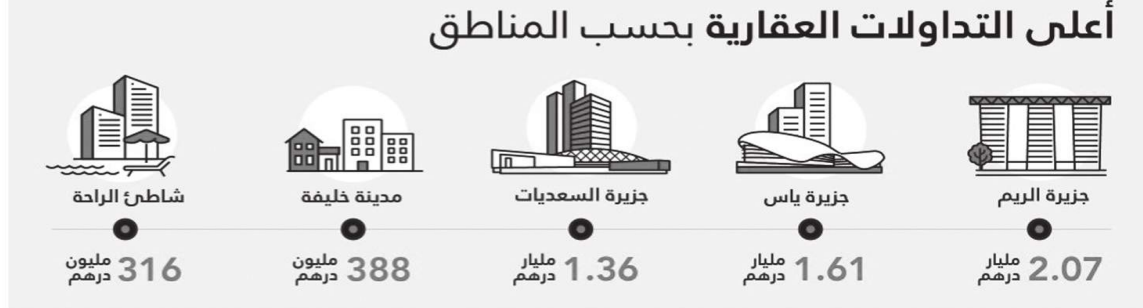 أعلى التداولات العقارية بحسب المناطق
جزيرة الريم
2.07 مليار درهم
جزيرة ياس
1.61 مليار درهم
جزيرة السعديات
1.36 مليار درهم
مدينة خليفة
388 مليون درهم
شاطئ الراحة
316 مليون درهم